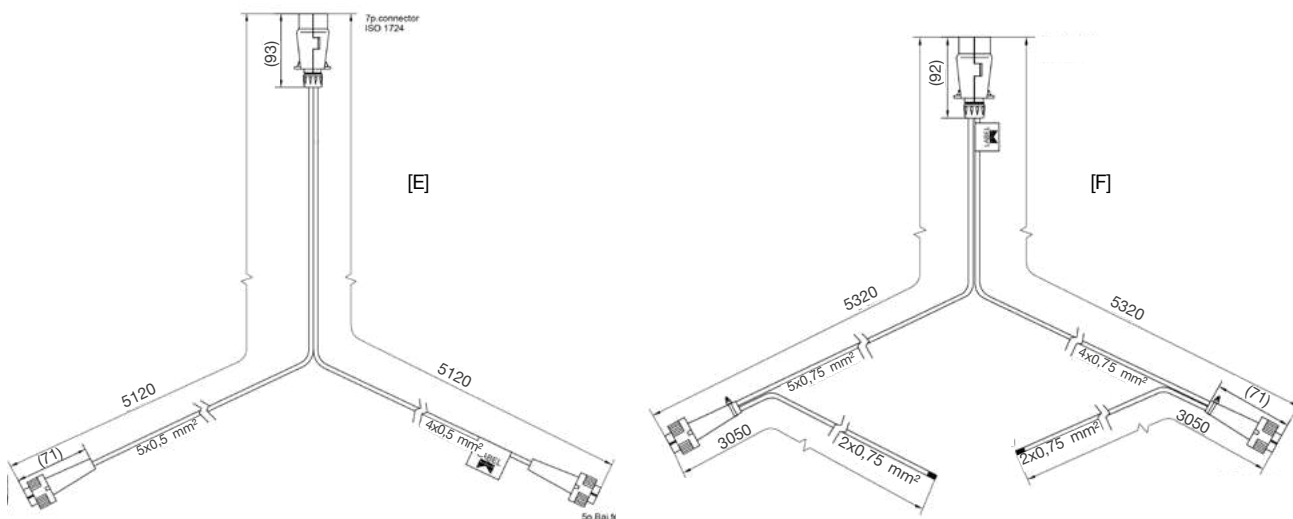 7p.connector
ISO 1724
(93)
[E]
5120
5120
(71)
5x0,5 mm²
4x0,5 mm²
(92)
LABEL
[F]
5320
5320
5x0,75 mm²
4x0,75 mm²
(71)
3050
2x0,75 mm²
2x0,75 mm²
3050